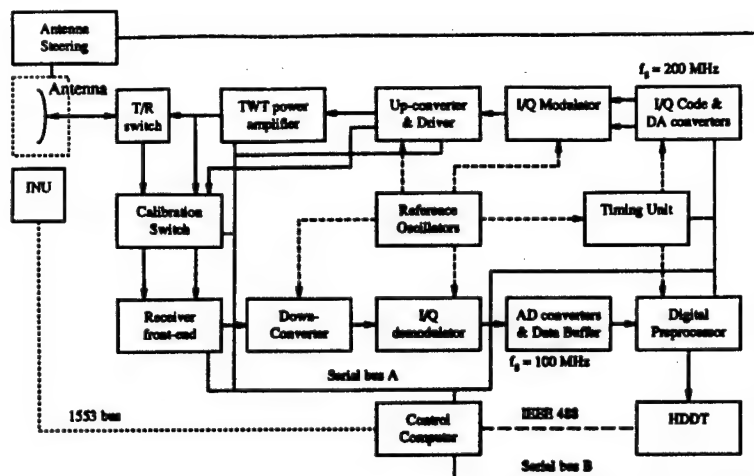 Antenna
Steering
f_s = 200 MHz
Antenna
T/R
switch
TWT power
amplifier
Up-converter
& Driver
I/Q Modulator
I/Q Code &
DA converters
INU
Calibration
Switch
Reference
Oscillators
Timing Unit
Receiver
front-end
Down-
Converter
I/Q
demodulator
AD converters
& Data Buffer
Digital
Preprocessor
f_s = 100 MHz
Serial bus A
1553 bus
Control
Computer
IEEE 488
HDDT
Serial bus B